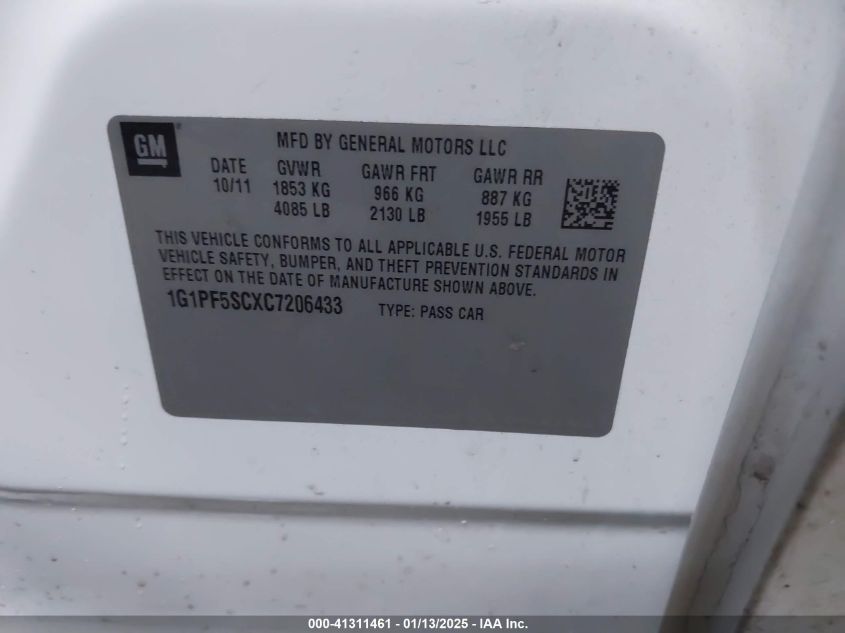 GM
MFD BY GENERAL MOTORS LLC
DATE GVWR GAWR FRT GAWR RR
10/11 1853 KG 966 KG 887 KG
4085 LB 2130 LB 1955 LB
THIS VEHICLE CONFORMS TO ALL APPLICABLE U.S. FEDERAL MOTOR
VEHICLE SAFETY, BUMPER, AND THEFT PREVENTION STANDARDS IN
EFFECT ON THE DATE OF MANUFACTURE SHOWN ABOVE.
1G1PF5SCXC7206433 TYPE: PASS CAR
000-41311461 - 01/13/2025 - IAA Inc.